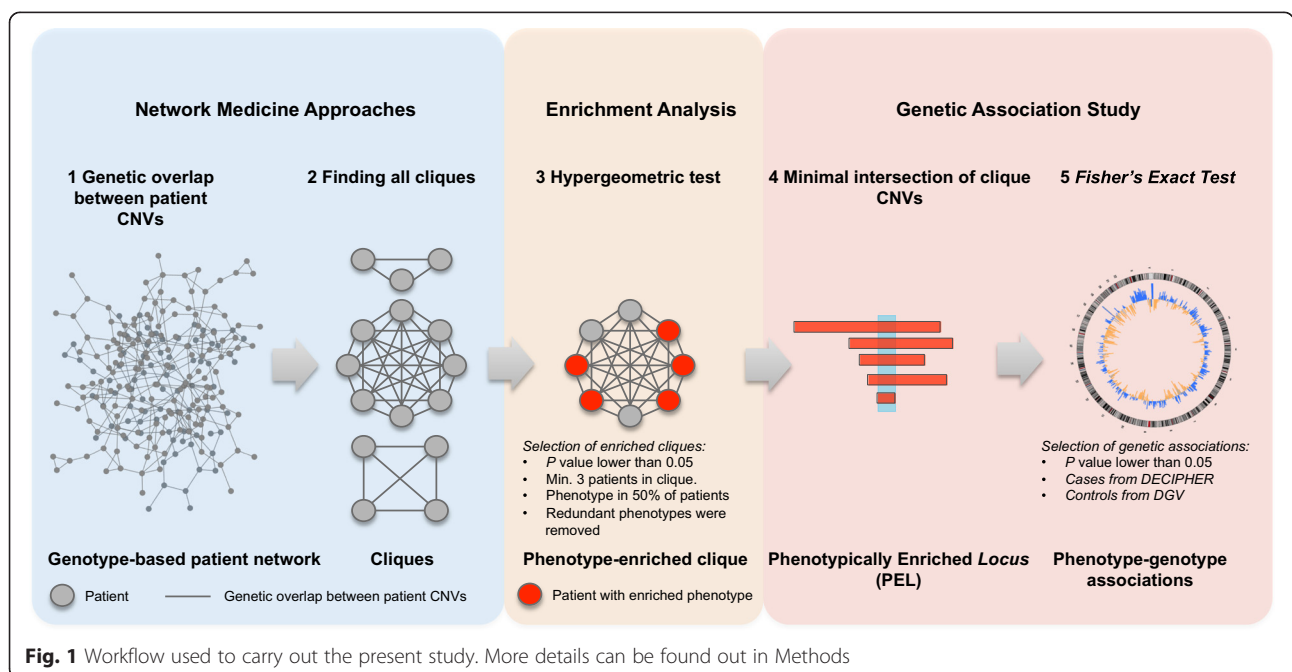 Network Medicine Approaches
Enrichment Analysis
Genetic Association Study
1 Genetic overlap
between patient
CNVs
2 Finding all cliques
3 Hypergeometric test
4 Minimal intersection of clique
CNVs
5 Fisher's Exact Test
Selection of enriched cliques:
• P value lower than 0.05
• Min. 3 patients in clique.
• Phenotype in 50% of patients
• Redundant phenotypes were
removed
Selection of genetic associations:
• P value lower than 0.05
• Cases from DECIPHER
• Controls from DGV
Genotype-based patient network
Cliques
Phenotype-enriched clique
Phenotypically Enriched Locus
(PEL)
Phenotype-genotype
associations
Patient
Genetic overlap between patient CNVs
Patient with enriched phenotype
Fig. 1 Workflow used to carry out the present study. More details can be found out in Methods